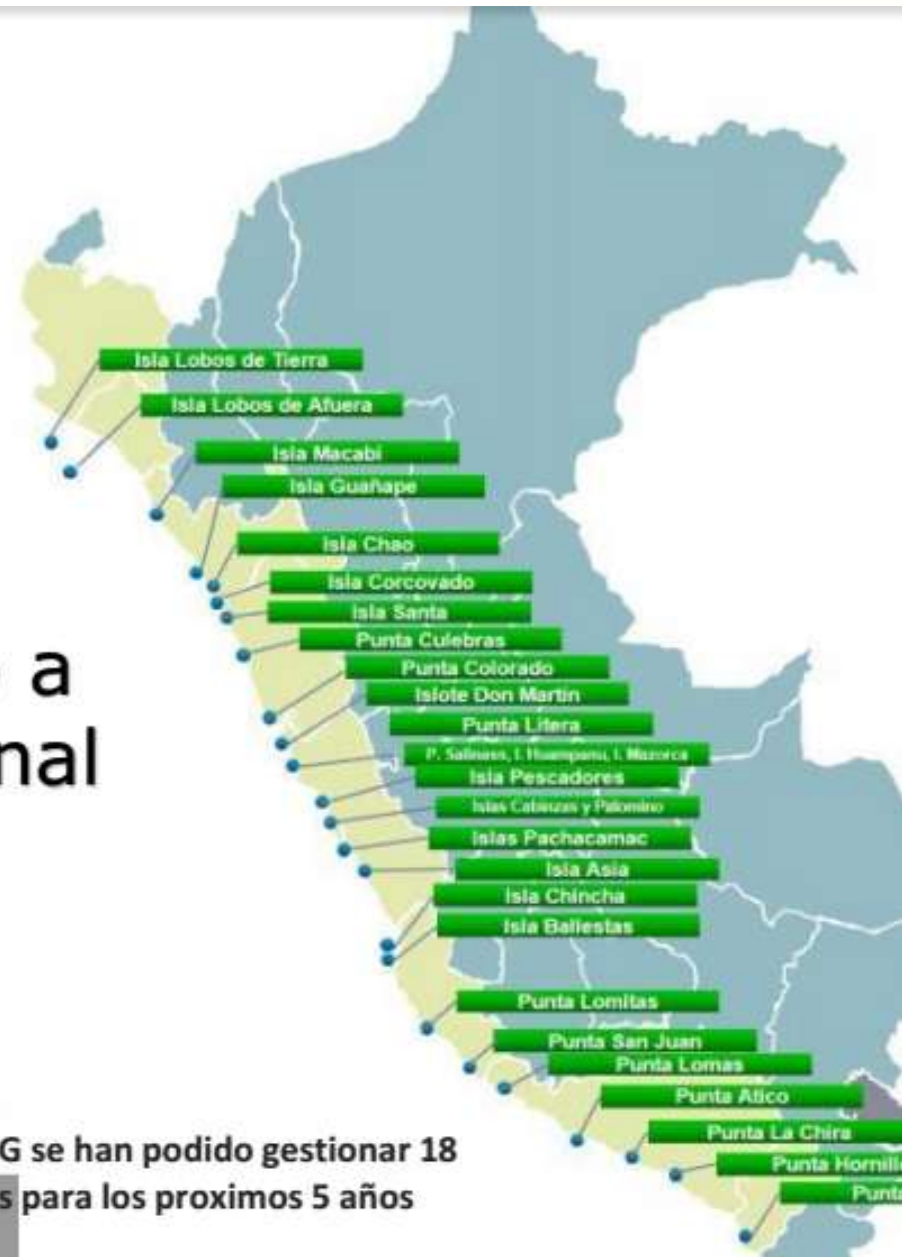 Isla Lobos de Tierra
Isla Lobos de Afuera
Isla Macabi
Isla Guañape
Isla Chao
Isla Corcovado
Isla Santa
Punta Culebras
a
Punta Colorado
Islote Don Martin
Punta Litera
nal
P. Salinas, I. Huampanu, I. Mazorca
Isla Pescadores
Islas Cabinzas y Palomino
Islas Pachacamac
Isla Asia
Isla Chincha
Isla Ballestas
Punta Lomitas
Punta San Juan
Punta Lomas
Punta Atico
Punta La Chira
G se han podido gestionar 18
Punta Hornill
s para los proximos 5 años
Punta